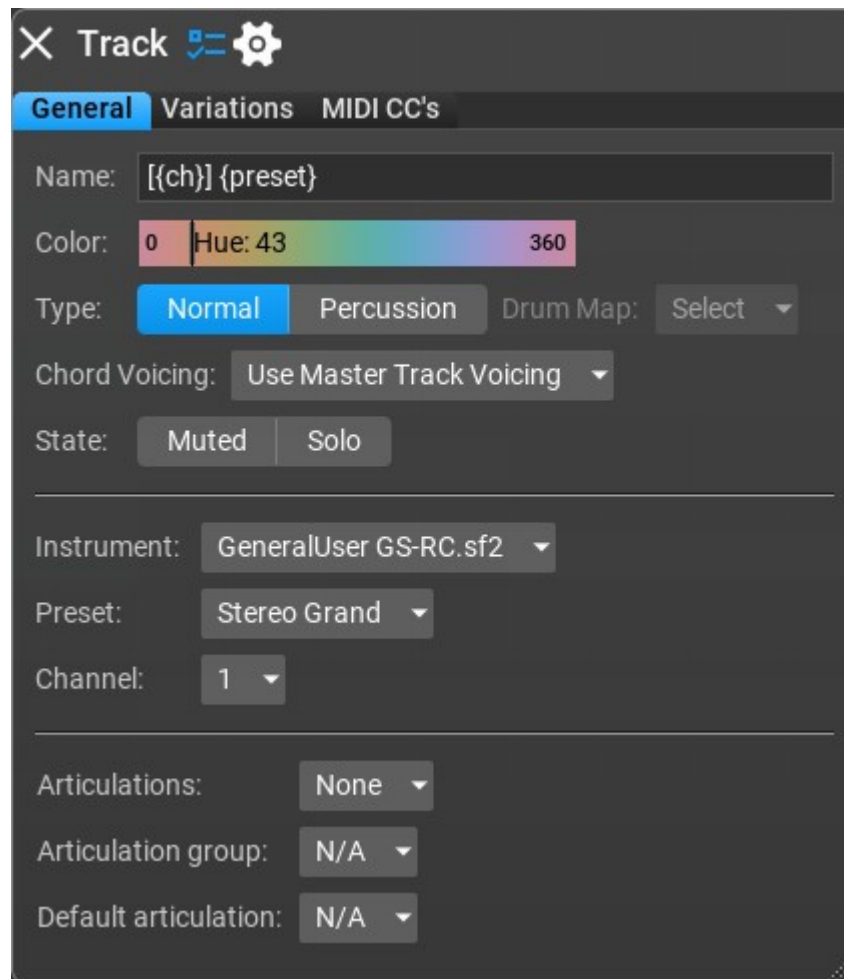 Track
General Variations MIDI CC's
Name: [{ch}] {preset}
Color: 0 Hue: 43 360
Type: Normal Percussion Drum Map: Select
Chord Voicing: Use Master Track Voicing
State: Muted Solo
Instrument: GeneralUser GS-RC.sf2
Preset: Stereo Grand
Channel: 1
Articulations: None
Articulation group: N/A
Default articulation: N/A